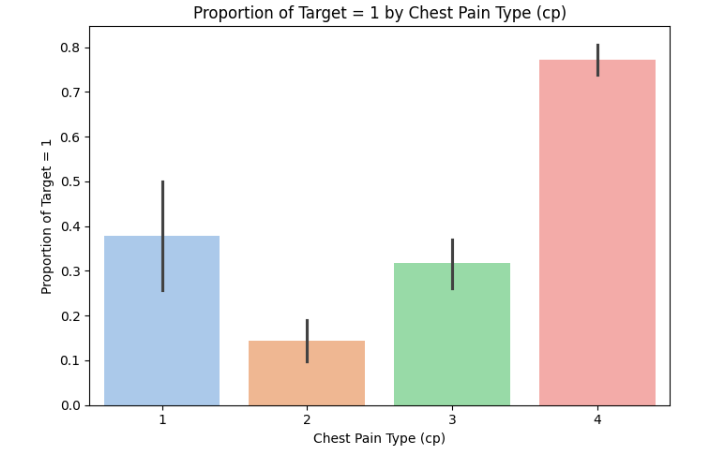 Proportion of Target = 1 by Chest Pain Type (cp)
Proportion of Target = 1
0.8
0.7
0.6
0.5
0.4
0.3
0.2
0.1
0.0
1 2 3 4
Chest Pain Type (cp)